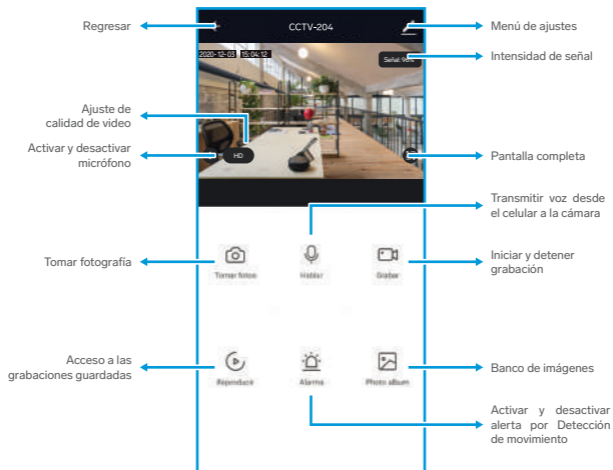 Regresar
CCTV-204
Menú de ajustes
2020-12-03 15:04:12
Señal: 96%
Intensidad de señal
Ajuste de
calidad de video
Activar y desactivar
micrófono
HD
Pantalla completa
Transmitir voz desde
el celular a la cámara
Tomar fotografía
Tomar fotos
Hablar
Grabar
Iniciar y detener
grabación
Acceso a las
grabaciones guardadas
Reproduce
Alarma
Photo album
Banco de imágenes
Activar y desactivar
alerta por Detección
de movimiento